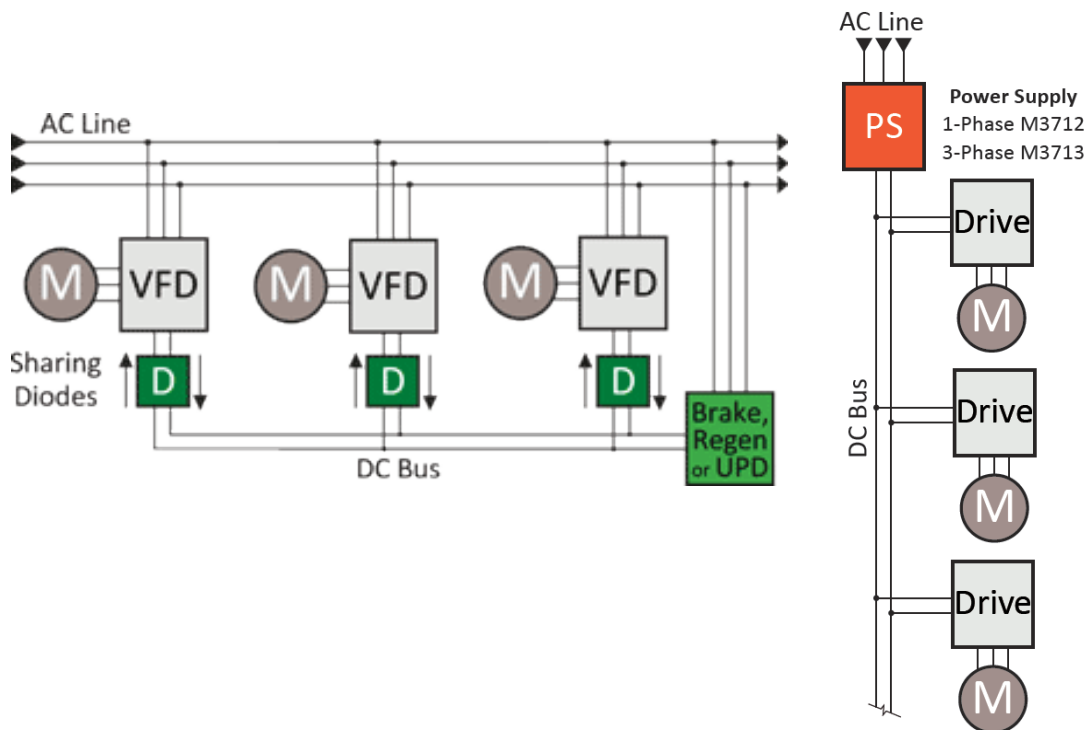 AC Line
M
VFD
M
VFD
M
VFD
Sharing
Diodes
D
D
D
Brake,
Regen
or UPD
DC Bus
AC Line
PS
Power Supply
1-Phase M3712
3-Phase M3713
Drive
M
DC Bus
Drive
M
Drive
M